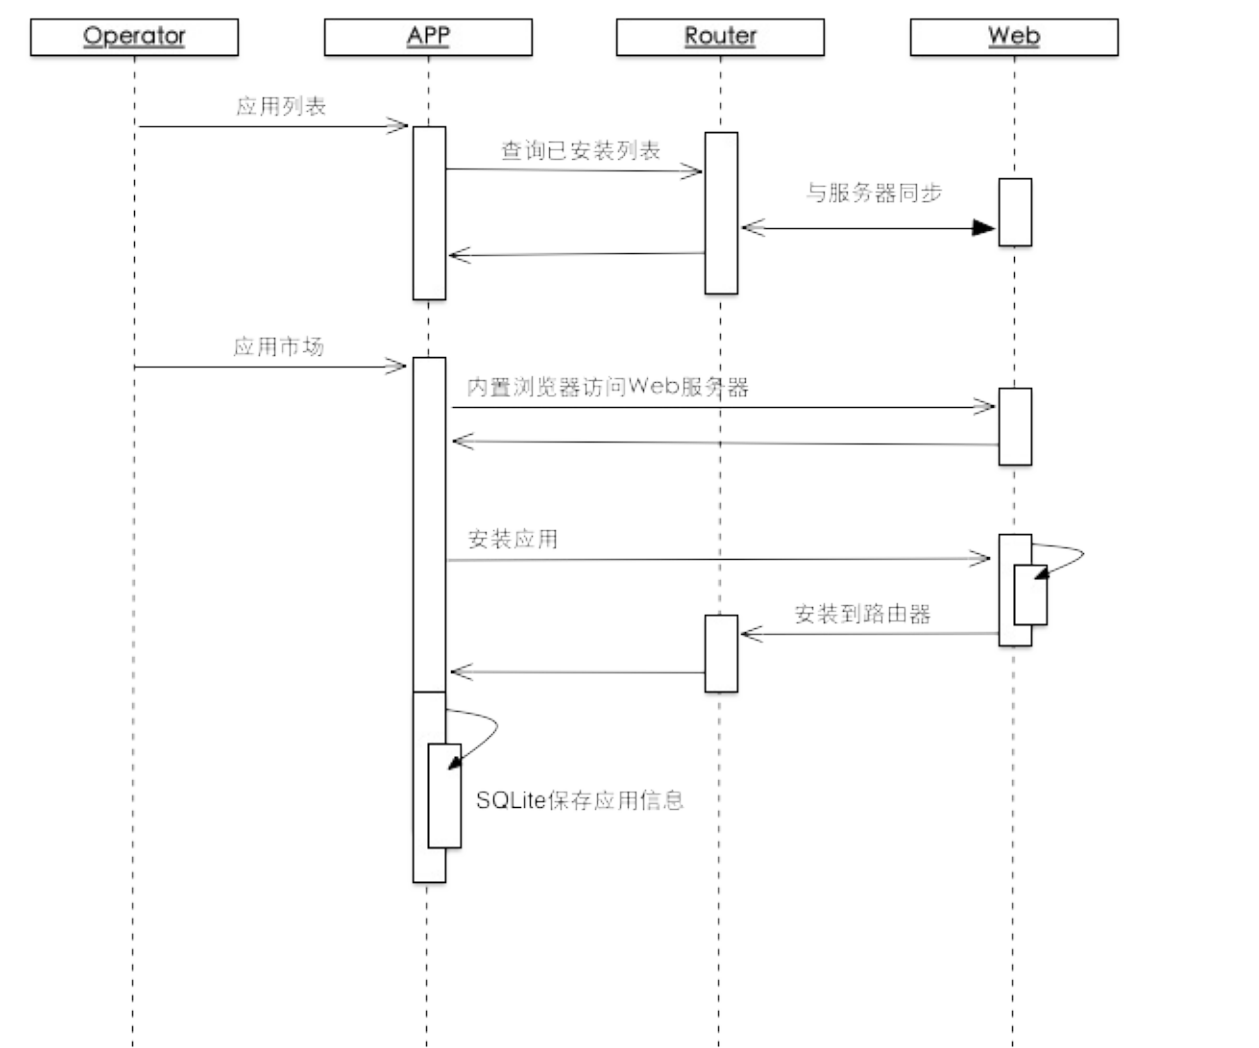 Operator
APP
Router
Web
应用列表
查询已安装列表
与服务器同步
应用市场
内置浏览器访问Web服务器
安装应用
安装到路由器
SQLite保存应用信息